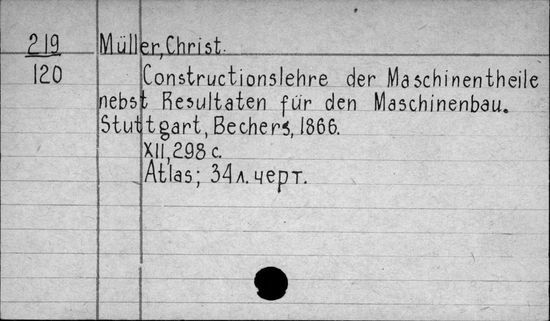 219 Müller, Christ.
120 Constructionslehre der Maschinentheile
nebst Resultaten für den Maschinenbau.
Stuttgart, Bechers, 1866.
XII, 298 с.
Atlas; 34 л. черт.